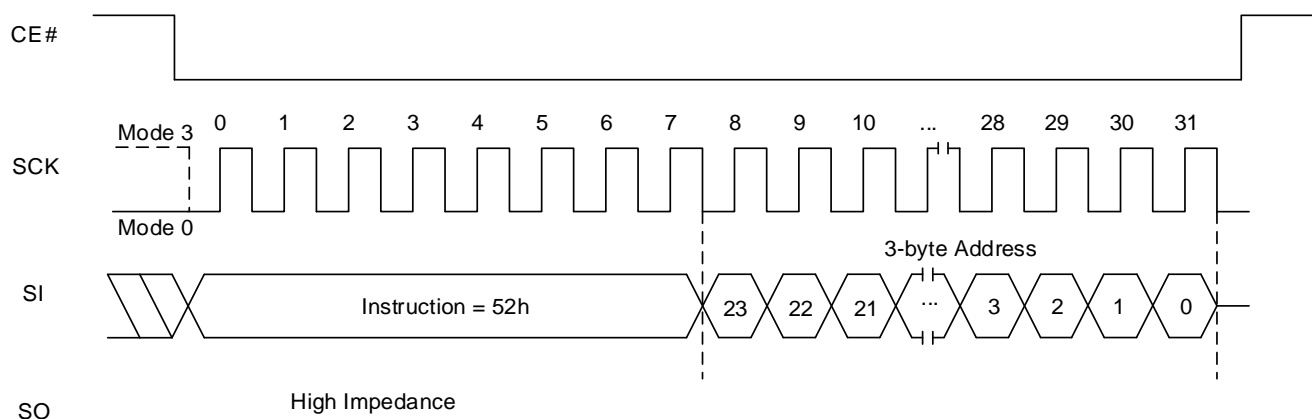 CE#
Mode 3
0 1 2 3 4 5 6 7 8 9 10 ... 28 29 30 31
SCK
Mode 0
3-byte Address
SI
Instruction = 52h
23 22 21 ... 3 2 1 0
High Impedance
SO